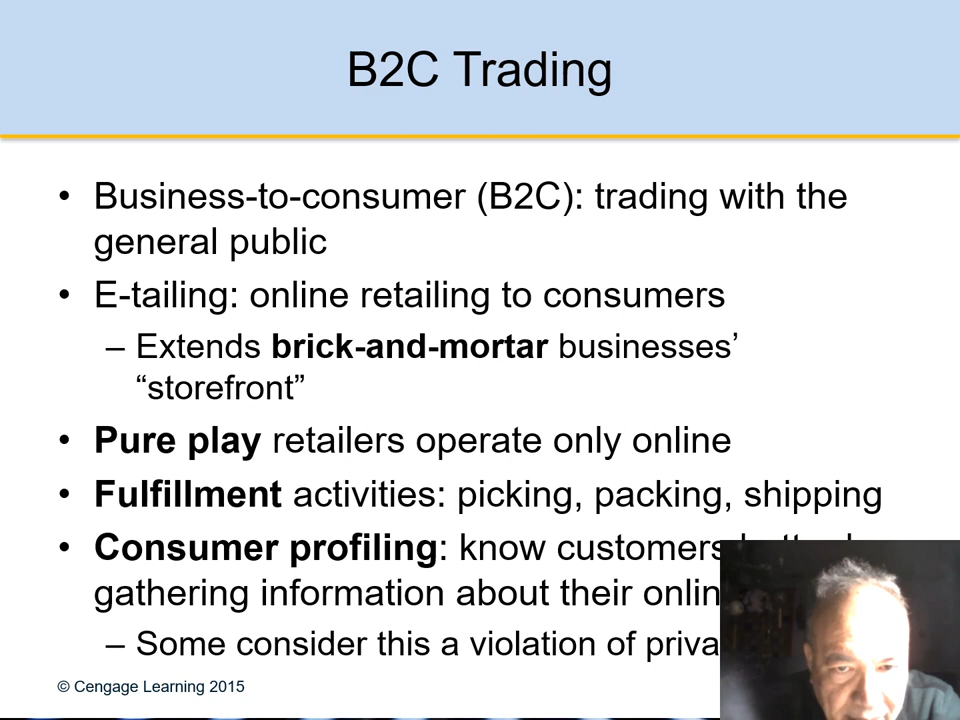 B2C Trading
• Business-to-consumer (B2C): trading with the
general public
• E-tailing: online retailing to consumers
– Extends brick-and-mortar businesses’
“storefront”
• Pure play retailers operate only online
• Fulfillment activities: picking, packing, shipping
• Consumer profiling: know customers
gathering information about their
– Some consider this a violation of
© Cengage Learning 2015